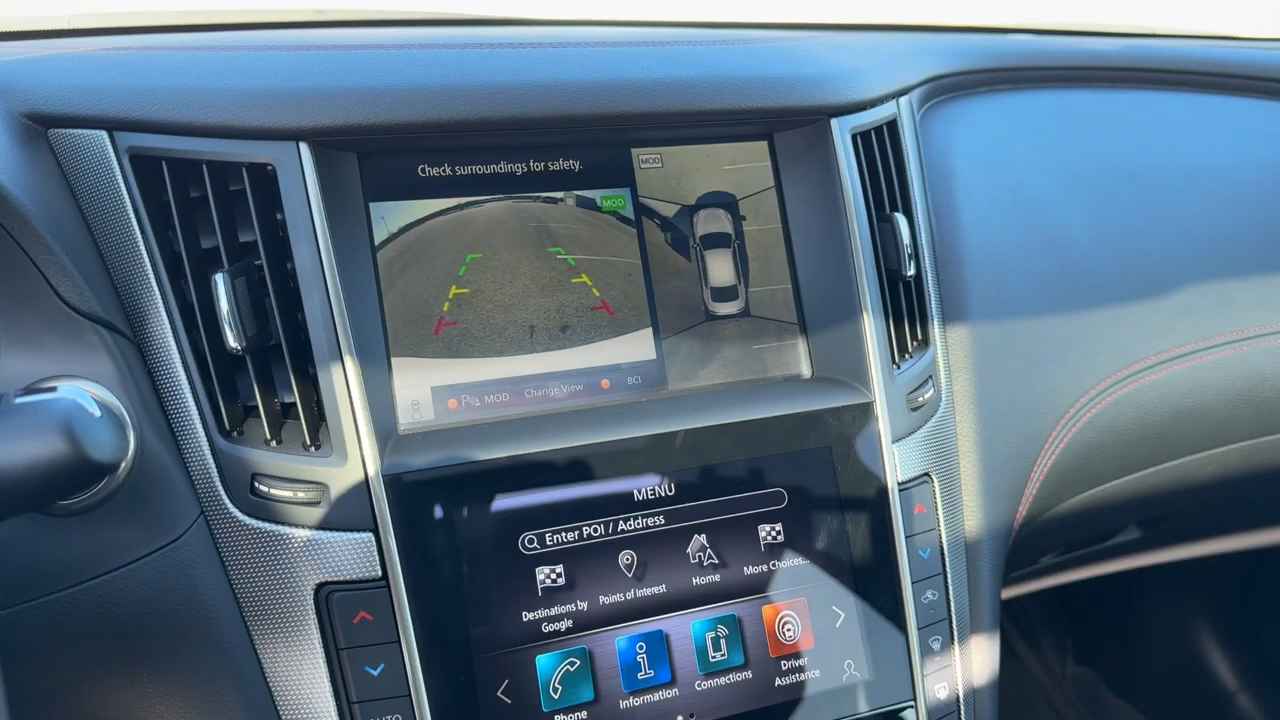 Check surroundings for safety.
MOD
MOD
MOD
Change View
BCI
MENU
Enter POI / Address
Destinations by
Google
Points of Interest
Home
More Choices...
Phone
Information
Connections
Driver
Assistance
AUTO